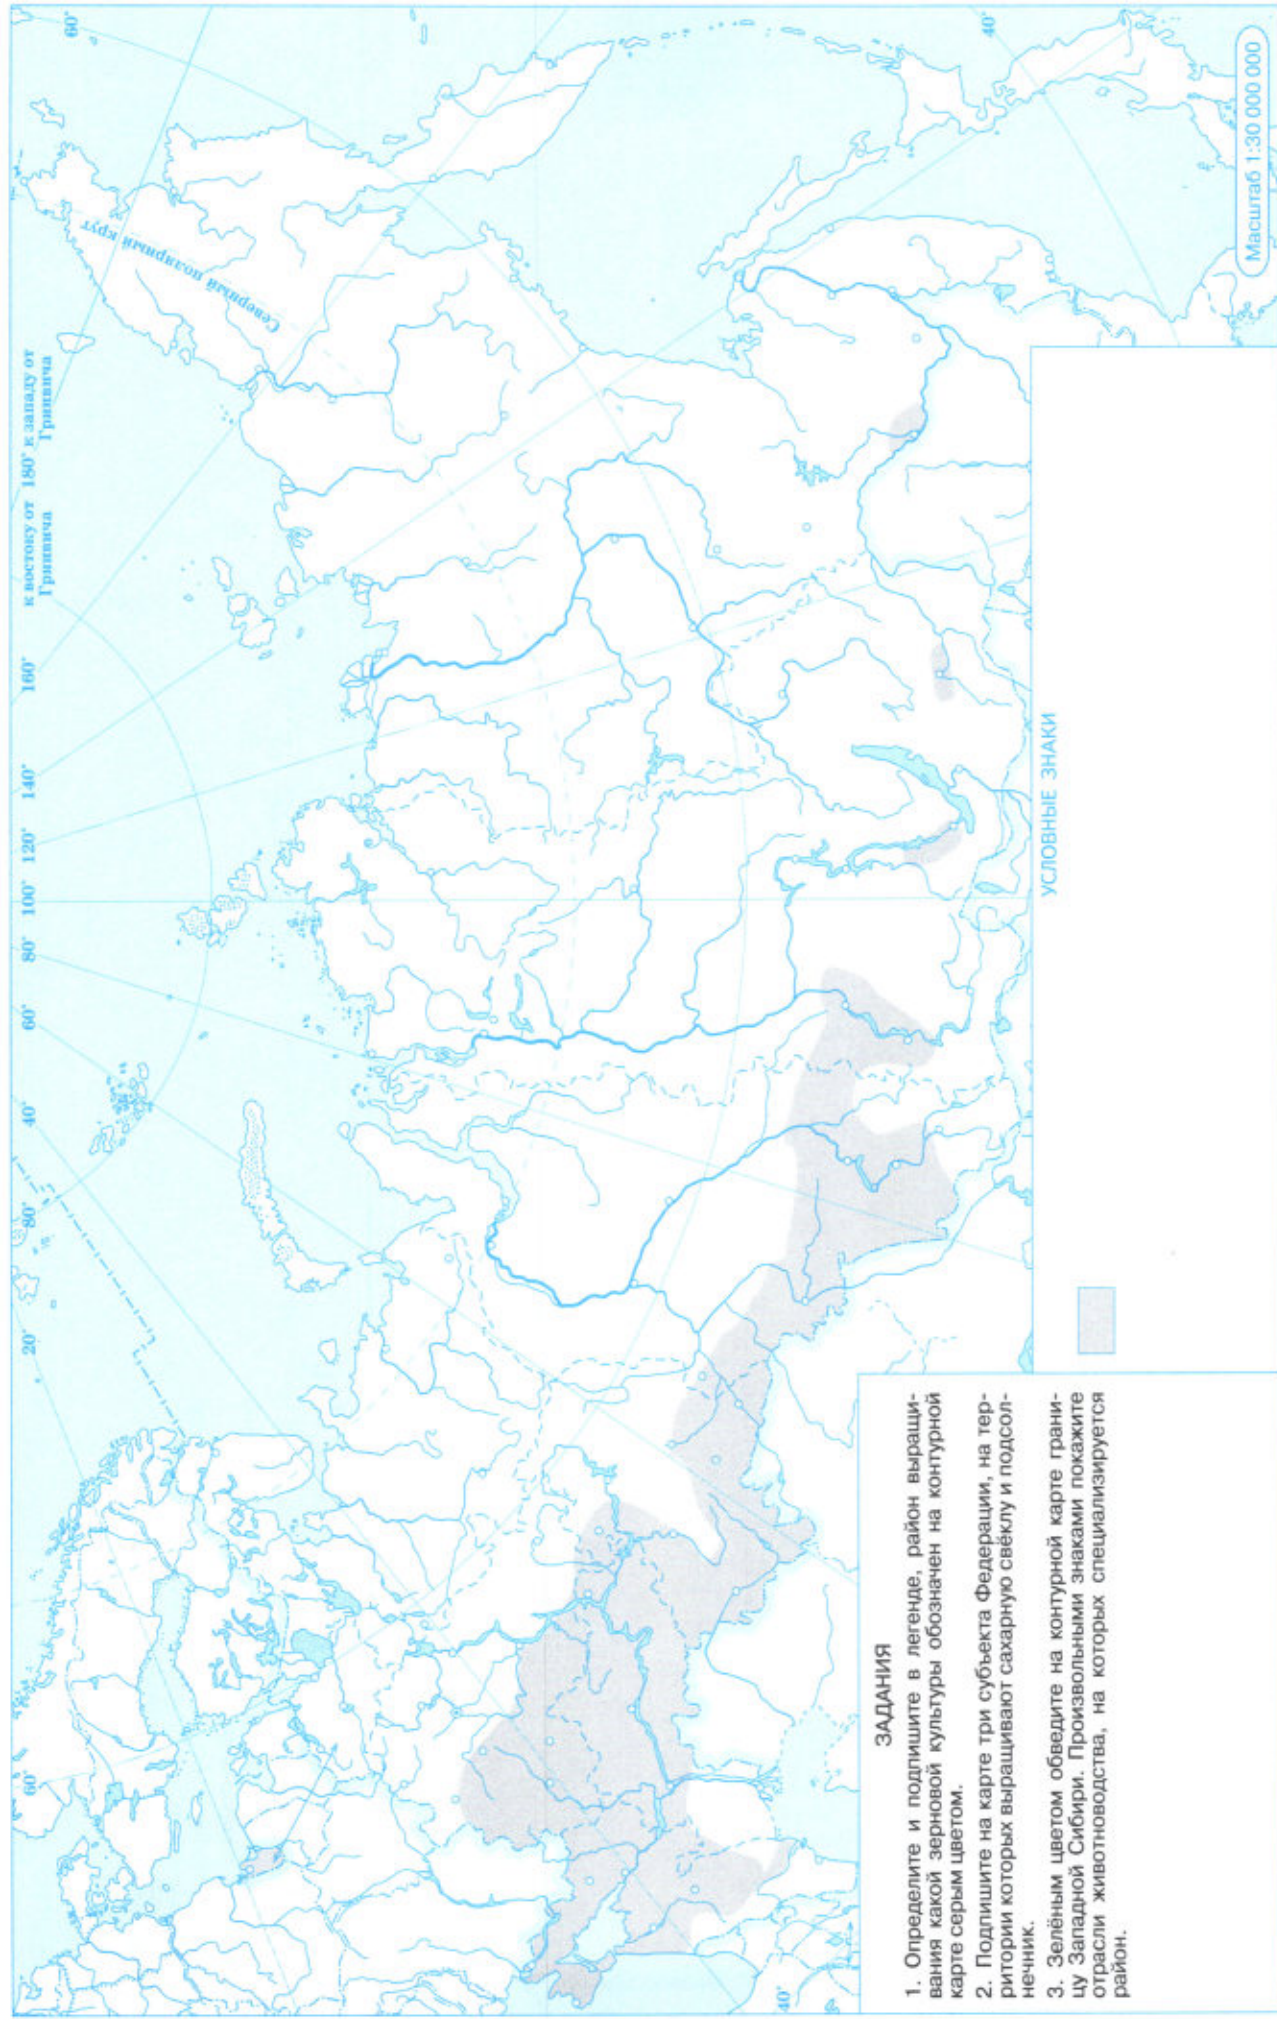 20°
80°
40°
60°
80°
100°
120°
140°
160°
к востоку от
Гринвича
180°
к западу от
Гринвича
60°
Северный полярный круг
60°
40°
40°
Масштаб 1:30 000 000
УСЛОВНЫЕ ЗНАКИ
ЗАДАНИЯ
1. Определите и подпишите в легенде, район выращи-
вания какой зерновой культуры обозначен на контурной
карте серым цветом.
2. Подпишите на карте три субъекта Федерации, на тер-
ритории которых выращивают сахарную свёклу и подсол-
нечник.
3. Зелёным цветом обведите на контурной карте грани-
цу Западной Сибири. Произвольными знаками покажите
отрасли животноводства, на которых специализируется
район.